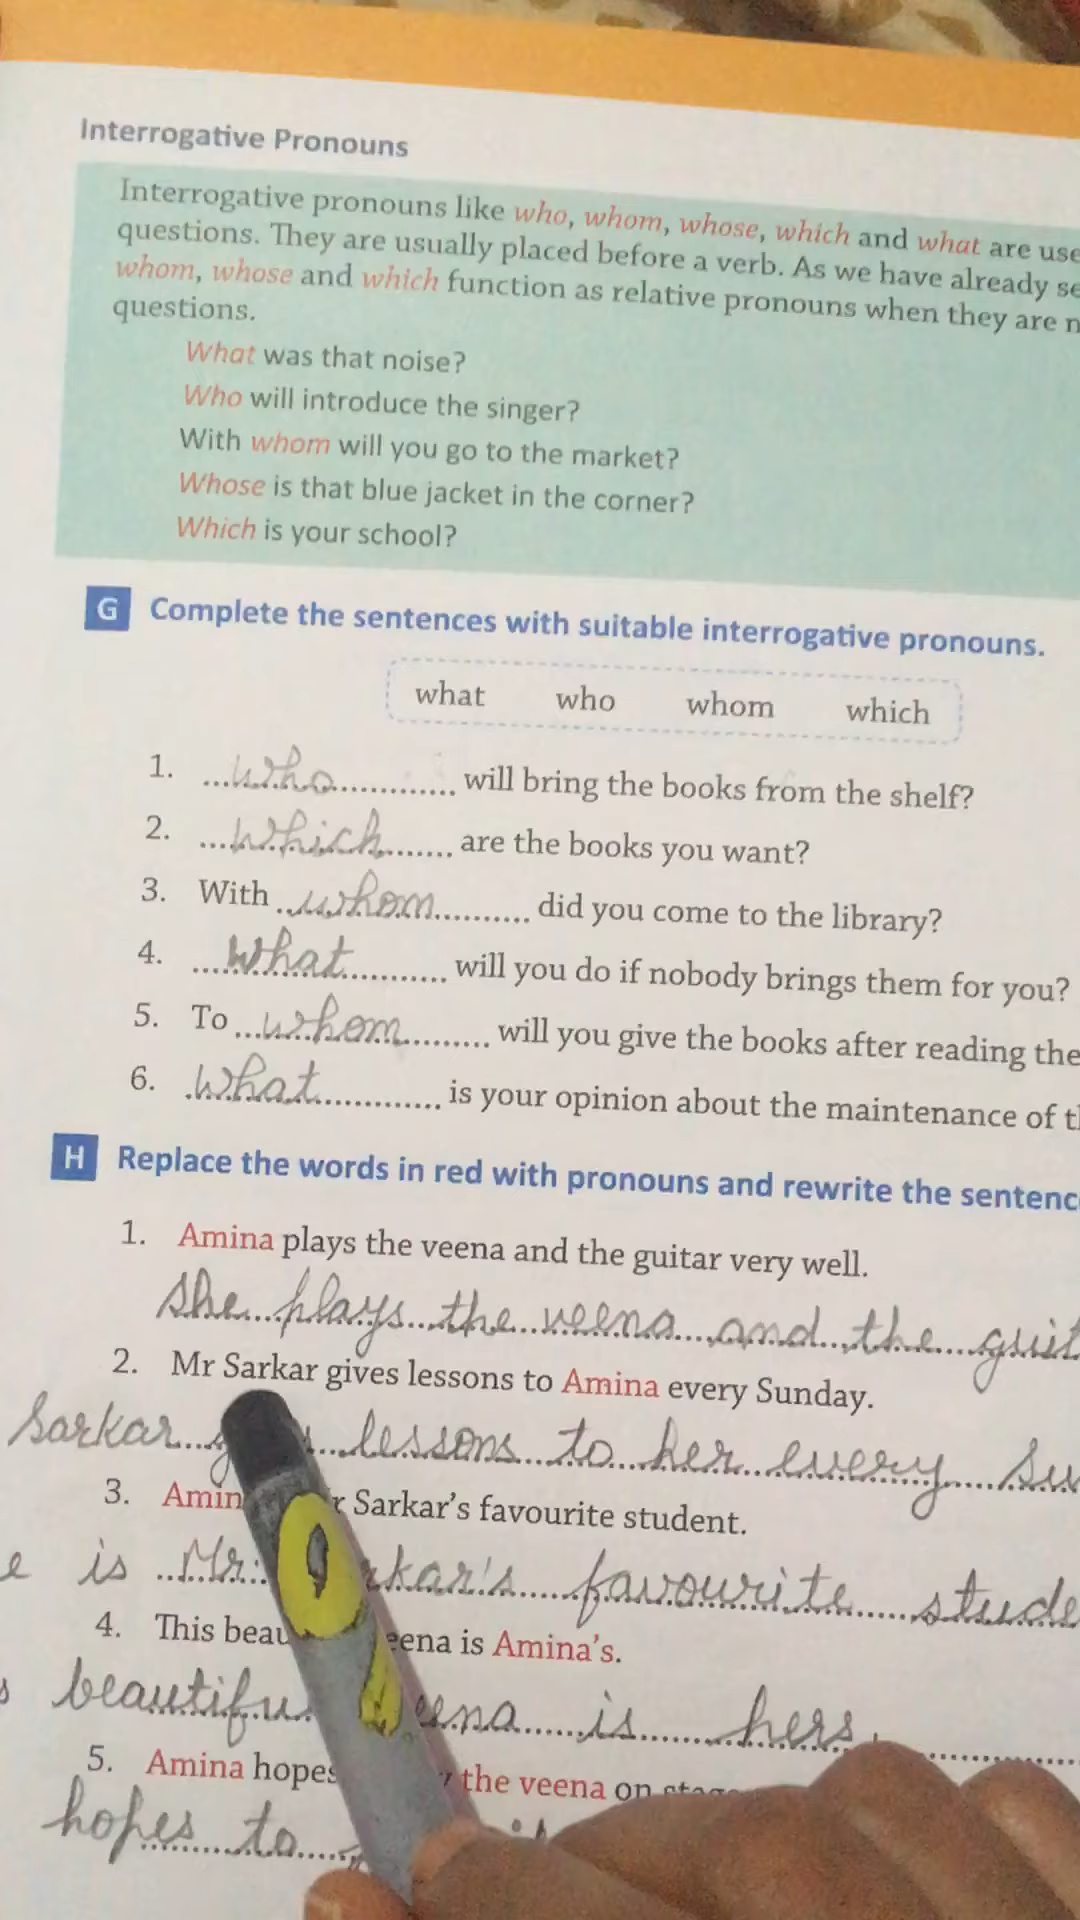 Interrogative Pronouns
Interrogative pronouns like who, whom, whose, which and what are use
questions. They are usually placed before a verb. As we have already se
whom, whose and which function as relative pronouns when they are n
questions.
What was that noise?
Who will introduce the singer?
With whom will you go to the market?
Whose is that blue jacket in the corner?
Which is your school?
G Complete the sentences with suitable interrogative pronouns.
what who whom which
1. ...who............. will bring the books from the shelf?
2. ...Which....... are the books you want?
3. With ..whom.......... did you come to the library?
4. .....What........... will you do if nobody brings them for you?
5. To ...whom......... will you give the books after reading the
6. .What............. is your opinion about the maintenance of t
H Replace the words in red with pronouns and rewrite the sentenc
1. Amina plays the veena and the guitar very well.
She plays the veena and the guit
2. Mr Sarkar gives lessons to Amina every Sunday.
Sarkar lessons to her every Su
3. Amin r Sarkar's favourite student.
e is Mr. rkar's favourite stude
4. This beau eena is Amina's.
s beautifu eena is hers.
5. Amina hopes the veena on stag
hopes to it